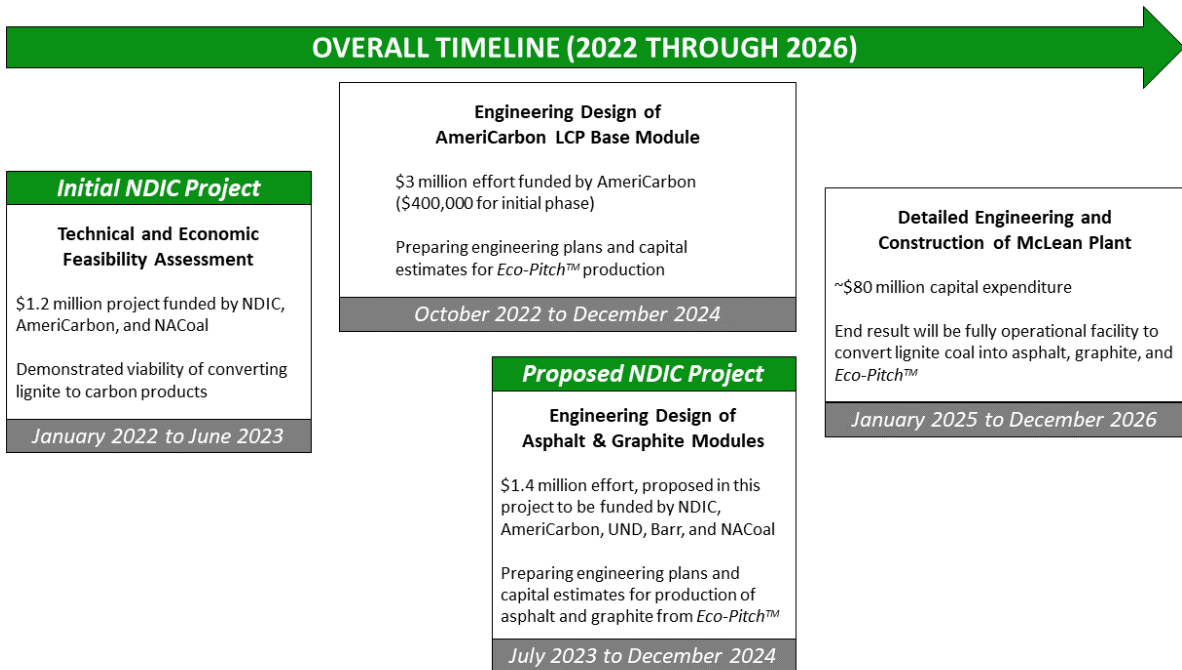 OVERALL TIMELINE (2022 THROUGH 2026)
Initial NDIC Project
Technical and Economic
Feasibility Assessment
$1.2 million project funded by NDIC,
AmeriCarbon, and NACoal
Demonstrated viability of converting
lignite to carbon products
January 2022 to June 2023
Engineering Design of
AmeriCarbon LCP Base Module
$3 million effort funded by AmeriCarbon
($400,000 for initial phase)
Preparing engineering plans and capital
estimates for Eco-Pitch™ production
October 2022 to December 2024
Proposed NDIC Project
Engineering Design of
Asphalt & Graphite Modules
$1.4 million effort, proposed in this
project to be funded by NDIC,
AmeriCarbon, UND, Barr, and NACoal
Preparing engineering plans and
capital estimates for production of
asphalt and graphite from Eco-Pitch™
July 2023 to December 2024
Detailed Engineering and
Construction of McLean Plant
~$80 million capital expenditure
End result will be fully operational facility to
convert lignite coal into asphalt, graphite, and
Eco-Pitch™
January 2025 to December 2026